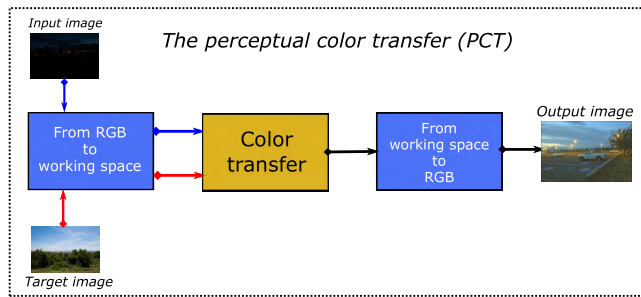 Input image
The perceptual color transfer (PCT)
From RGB
to
working space
Color
transfer
From
working space
to
RGB
Output image
Target image